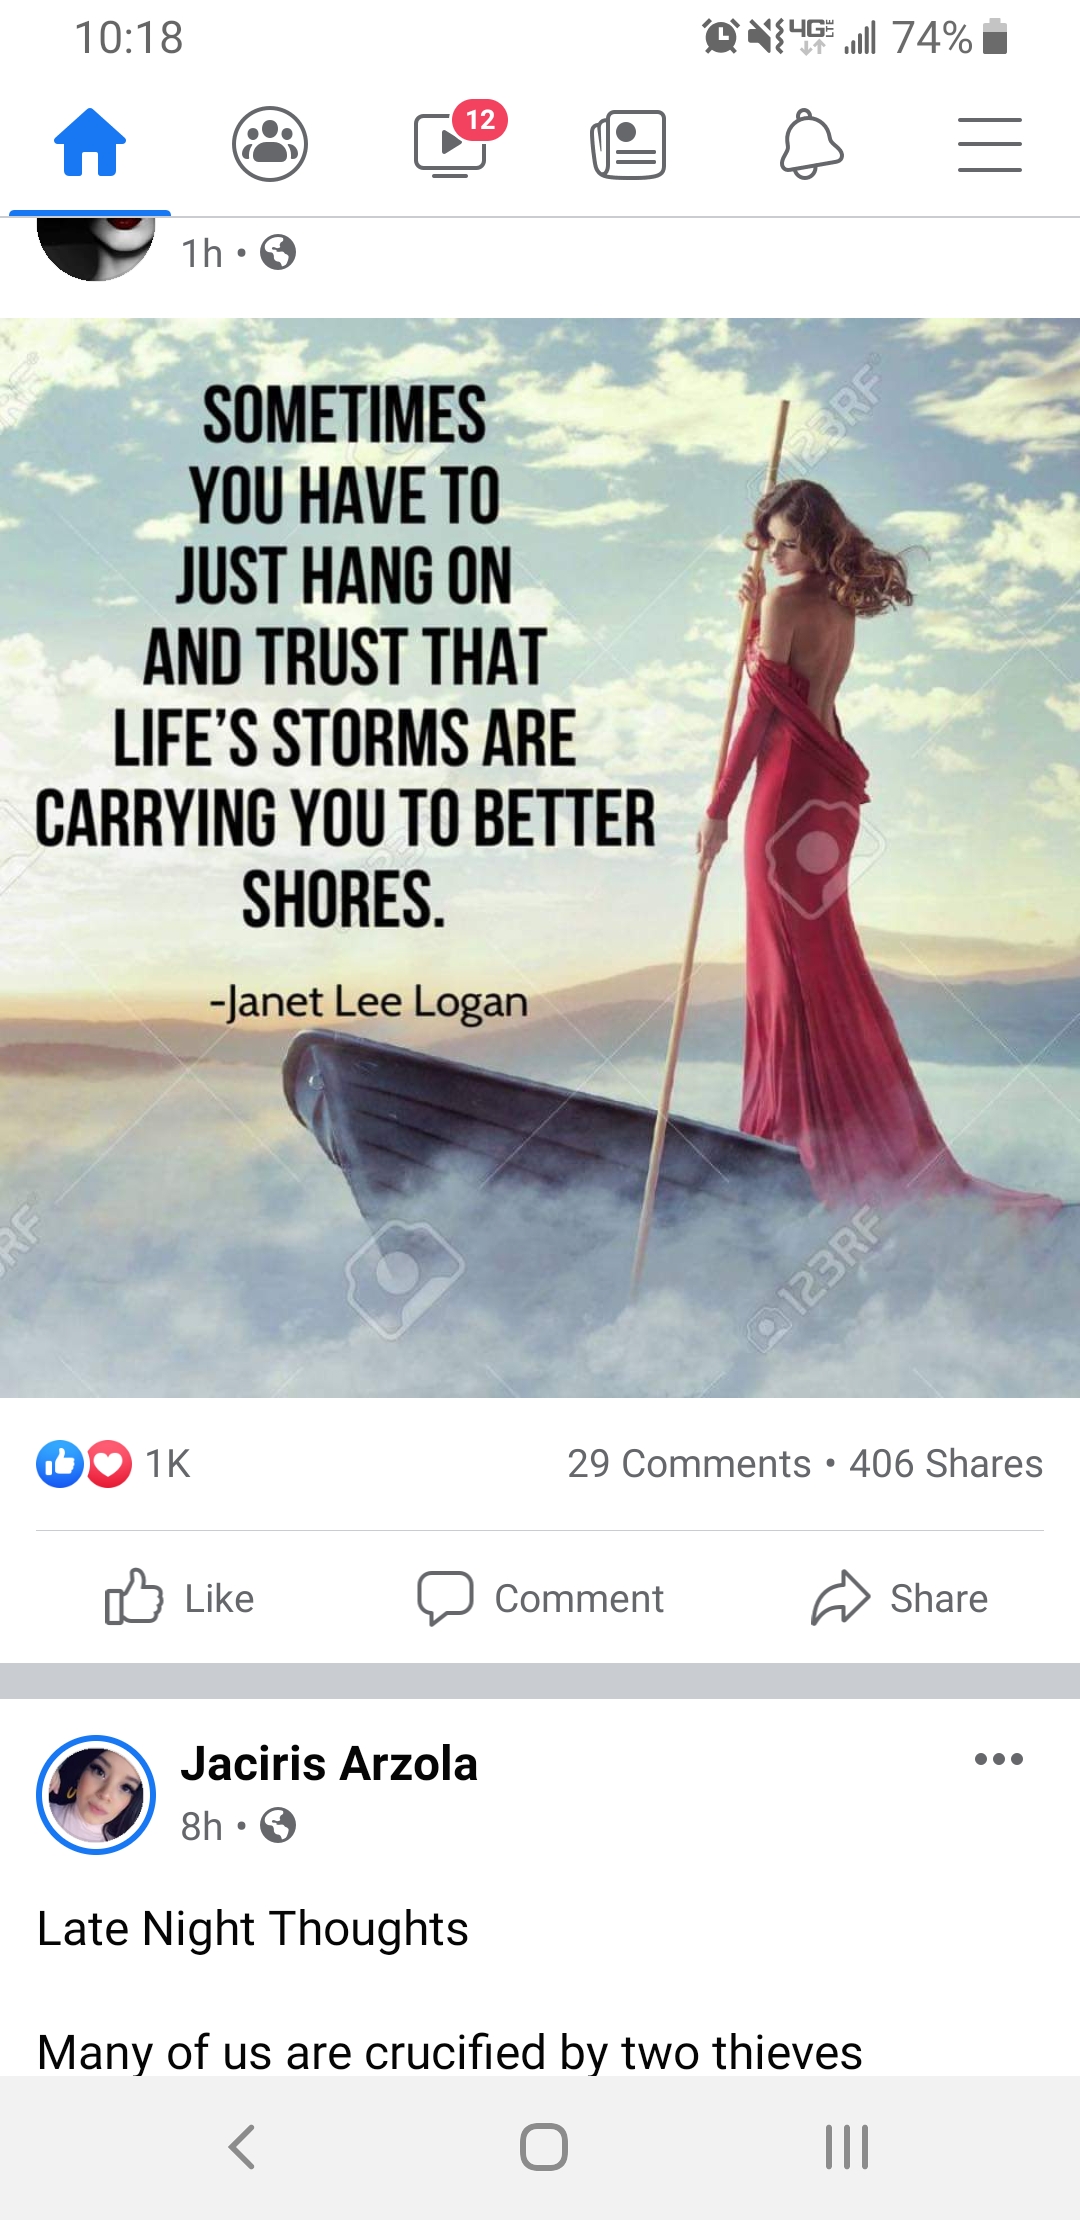 10:18
4G LTE 74%
12
1h •
SOMETIMES
YOU HAVE TO
JUST HANG ON
AND TRUST THAT
LIFE'S STORMS ARE
CARRYING YOU TO BETTER
SHORES.
-Janet Lee Logan
123RF
123RF
1K 29 Comments • 406 Shares
Like Comment Share
Jaciris Arzola
8h •
Late Night Thoughts
Many of us are crucified by two thieves